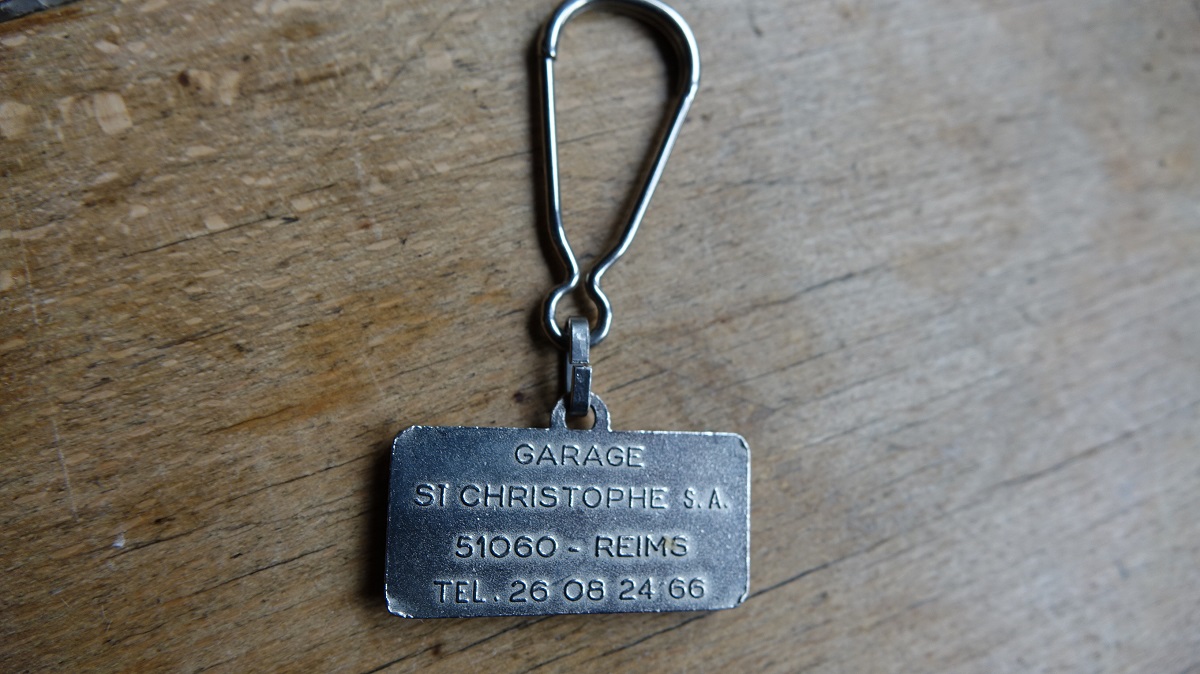 GARAGE
ST CHRISTOPHE S.A.
51060 - REIMS
TEL. 26 08 24 66